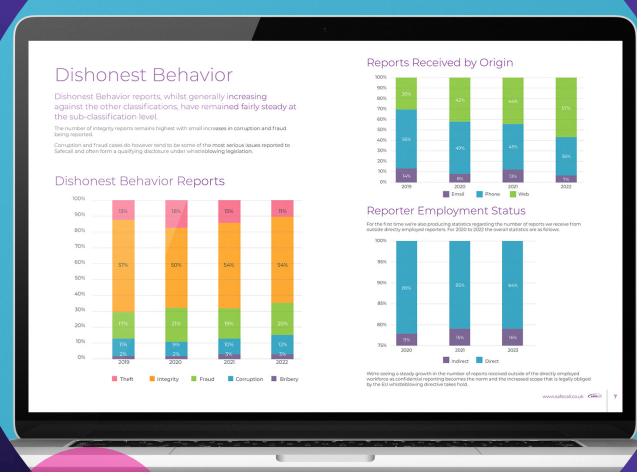 Dishonest Behavior
Dishonest Behavior reports, whilst generally increasing
against the other classifications, have remained fairly steady at
the sub-classification level.
The number of integrity reports remains highest with small increases in corruption and fraud
being reported.
Corruption and fraud cases do however tend to be some of the most serious issues reported to
Safecall and often form a qualifying disclosure under whistleblowing legislation.
Dishonest Behavior Reports
100%
90%
80%
70%
60%
50%
40%
30%
20%
10%
0%
13%
57%
17%
11%
2%
18%
50%
21%
9%
2%
15%
54%
19%
10%
3%
11%
54%
20%
12%
3%
2019
2020
2021
2022
Theft
Integrity
Fraud
Corruption
Bribery
Reports Received by Origin
100%
90%
80%
70%
60%
50%
40%
30%
20%
10%
0%
30%
56%
14%
42%
49%
8%
44%
12%
57%
36%
7%
2019
2020
2021
2022
Email
Phone
Web
Reporter Employment Status
For the first time we're also producing statistics regarding the number of reports we receive from
outside directly employed reporters. For 2020 to 2022 the overall statistics are as follows:
100%
95%
90%
85%
80%
75%
85%
15%
84%
16%
2020
2021
2023
Indirect
Direct
We're seeing a steady growth in the number of reports received outside of the directly employed
workforce as confidential reporting becomes the norm and the increased scope that is legally obliged
by the EU whistleblowing directive takes hold.
www.safecall.co.uk
7